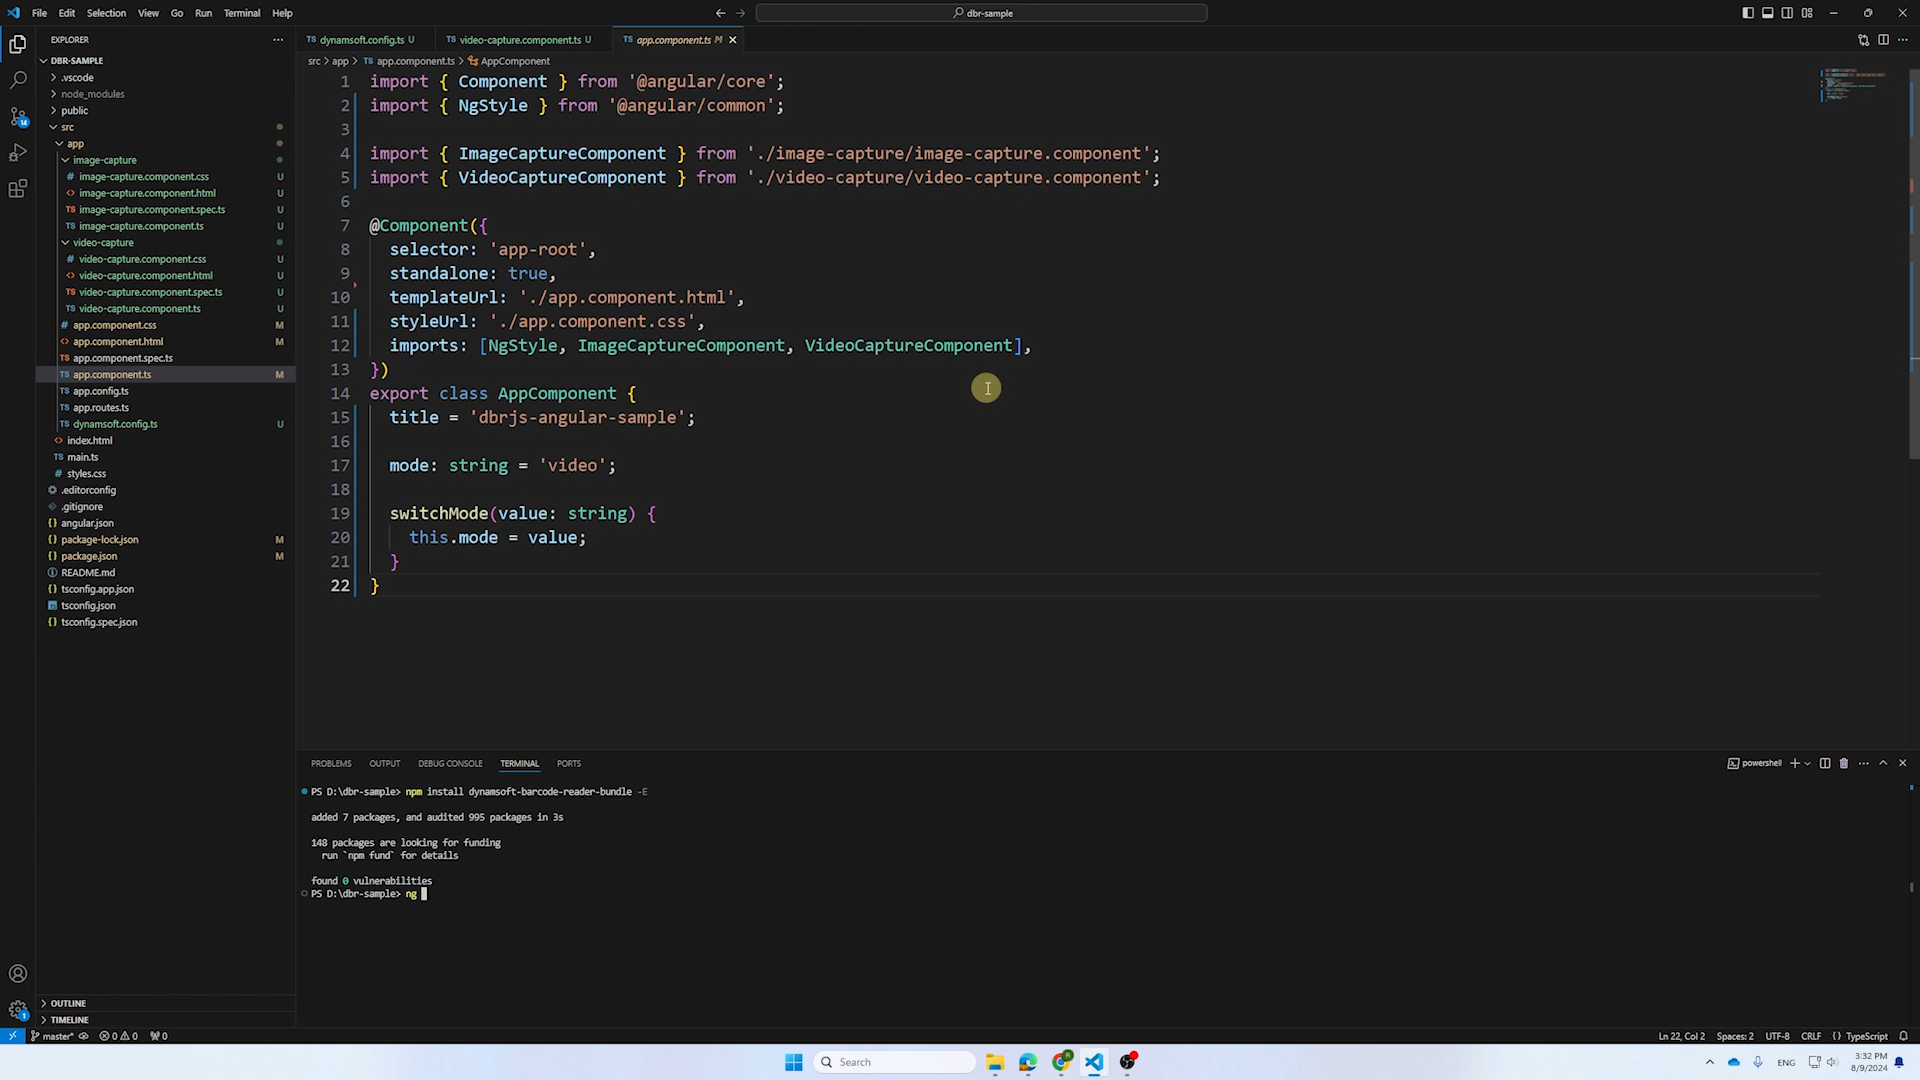 File Edit Selection View Go Run Terminal Help
dbr-sample
EXPLORER
DBR-SAMPLE
.vscode
node_modules
public
src
app
image-capture
image-capture.component.css U
image-capture.component.html U
image-capture.component.spec.ts U
image-capture.component.ts U
video-capture
video-capture.component.css U
video-capture.component.html U
video-capture.component.spec.ts U
video-capture.component.ts U
app.component.css M
app.component.html M
app.component.spec.ts
app.component.ts M
app.config.ts
app.routes.ts
dynamsoft.config.ts U
index.html
main.ts
styles.css
.editorconfig
.gitignore
angular.json
package-lock.json M
package.json M
README.md
tsconfig.app.json
tsconfig.json
tsconfig.spec.json
OUTLINE
TIMELINE
dynamsoft.config.ts U
video-capture.component.ts U
app.component.ts M
src > app > app.component.ts > AppComponent
1 import { Component } from '@angular/core';
2 import { NgStyle } from '@angular/common';
3
4 import { ImageCaptureComponent } from './image-capture/image-capture.component';
5 import { VideoCaptureComponent } from './video-capture/video-capture.component';
6
7 @Component({
8 selector: 'app-root',
9 standalone: true,
10 templateUrl: './app.component.html',
11 styleUrl: './app.component.css',
12 imports: [NgStyle, ImageCaptureComponent, VideoCaptureComponent],
13 })
14 export class AppComponent {
15 title = 'dbrjs-angular-sample';
16
17 mode: string = 'video';
18
19 switchMode(value: string) {
20 this.mode = value;
21 }
22 }
PROBLEMS OUTPUT DEBUG CONSOLE TERMINAL PORTS
powershell
PS D:\dbr-sample> npm install dynamsoft-barcode-reader-bundle -E
added 7 packages, and audited 995 packages in 3s
148 packages are looking for funding
run `npm fund` for details
found 0 vulnerabilities
PS D:\dbr-sample> ng
master* 0 0 0
Ln 22, Col 2 Spaces: 2 UTF-8 CRLF {} TypeScript
Search
ENG
3:32 PM
8/9/2024